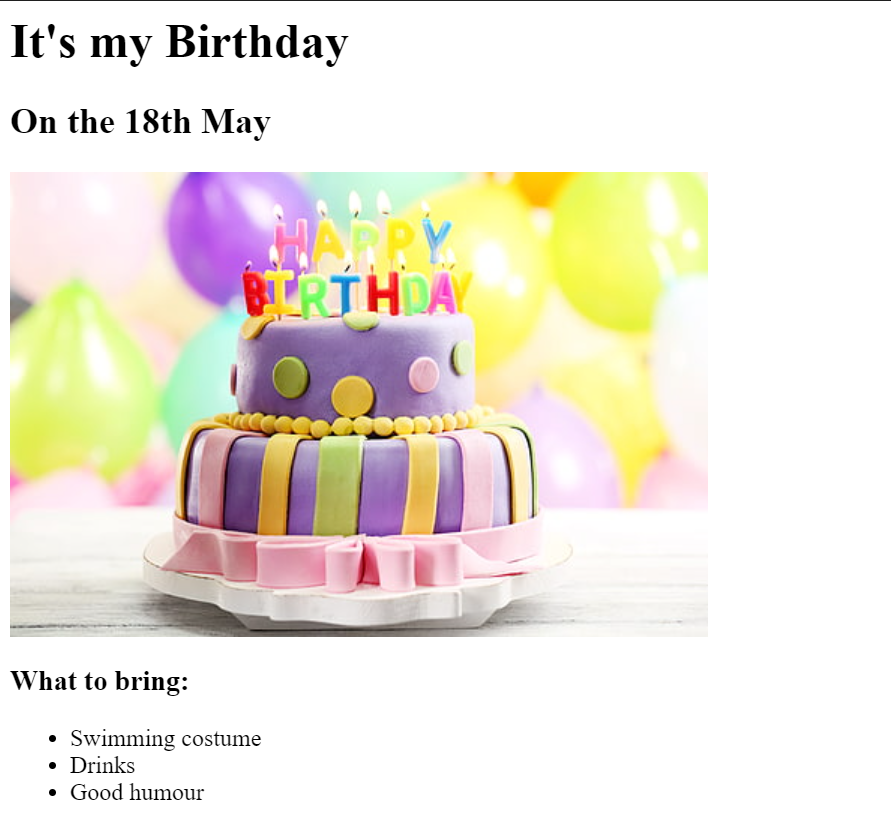 It's my Birthday
On the 18th May
HAPPY
BIRTHDAY
What to bring:
Swimming costume
Drinks
Good humour